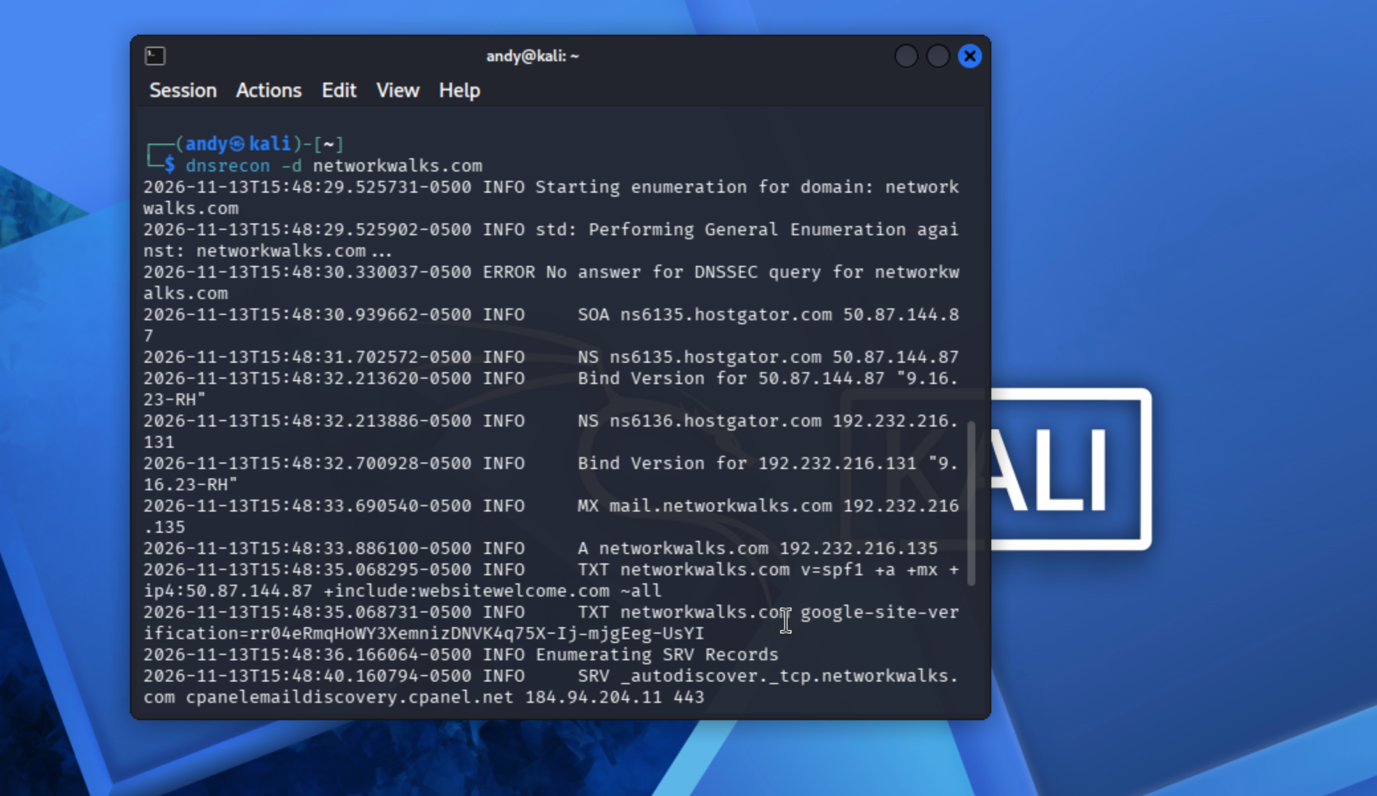 andy@kali: ~
Session Actions Edit View Help
┌──(andy㉿kali)-[~]
└─$ dnsrecon -d networkwalks.com
2026-11-13T15:48:29.525731-0500 INFO Starting enumeration for domain: network
walks.com
2026-11-13T15:48:29.525902-0500 INFO std: Performing General Enumeration agai
nst: networkwalks.com...
2026-11-13T15:48:30.330037-0500 ERROR No answer for DNSSEC query for networkw
alks.com
2026-11-13T15:48:30.939662-0500 INFO     SOA ns6135.hostgator.com 50.87.144.8
7
2026-11-13T15:48:31.702572-0500 INFO     NS ns6135.hostgator.com 50.87.144.87
2026-11-13T15:48:32.213620-0500 INFO     Bind Version for 50.87.144.87 "9.16.
23-RH"
2026-11-13T15:48:32.213886-0500 INFO     NS ns6136.hostgator.com 192.232.216.
131
2026-11-13T15:48:32.700928-0500 INFO     Bind Version for 192.232.216.131 "9.
16.23-RH"
2026-11-13T15:48:33.690540-0500 INFO     MX mail.networkwalks.com 192.232.216
.135
2026-11-13T15:48:33.886100-0500 INFO     A networkwalks.com 192.232.216.135
2026-11-13T15:48:35.068295-0500 INFO     TXT networkwalks.com v=spf1 +a +mx +
ip4:50.87.144.87 +include:websitewelcome.com ~all
2026-11-13T15:48:35.068731-0500 INFO     TXT networkwalks.com google-site-ver
ification=rr04eRmqHoWY3XemnizDNVK4q75X-Ij-mjgEeg-UsYI
2026-11-13T15:48:36.166064-0500 INFO Enumerating SRV Records
2026-11-13T15:48:40.160794-0500 INFO     SRV _autodiscover._tcp.networkwalks.
com cpanelemaildiscovery.cpanel.net 184.94.204.11 443
KALI